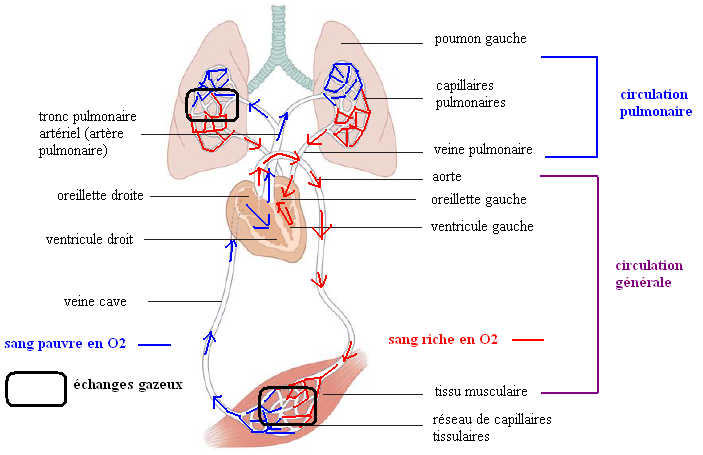 poumon gauche
capillaires
pulmonaires
circulation
pulmonaire
tronc pulmonaire
artériel (artère
pulmonaire)
veine pulmonaire
aorte
oreillette droite
oreillette gauche
ventricule gauche
ventricule droit
circulation
générale
veine cave
sang pauvre en O2
sang riche en O2
échanges gazeux
tissu musculaire
réseau de capillaires
tissulaires